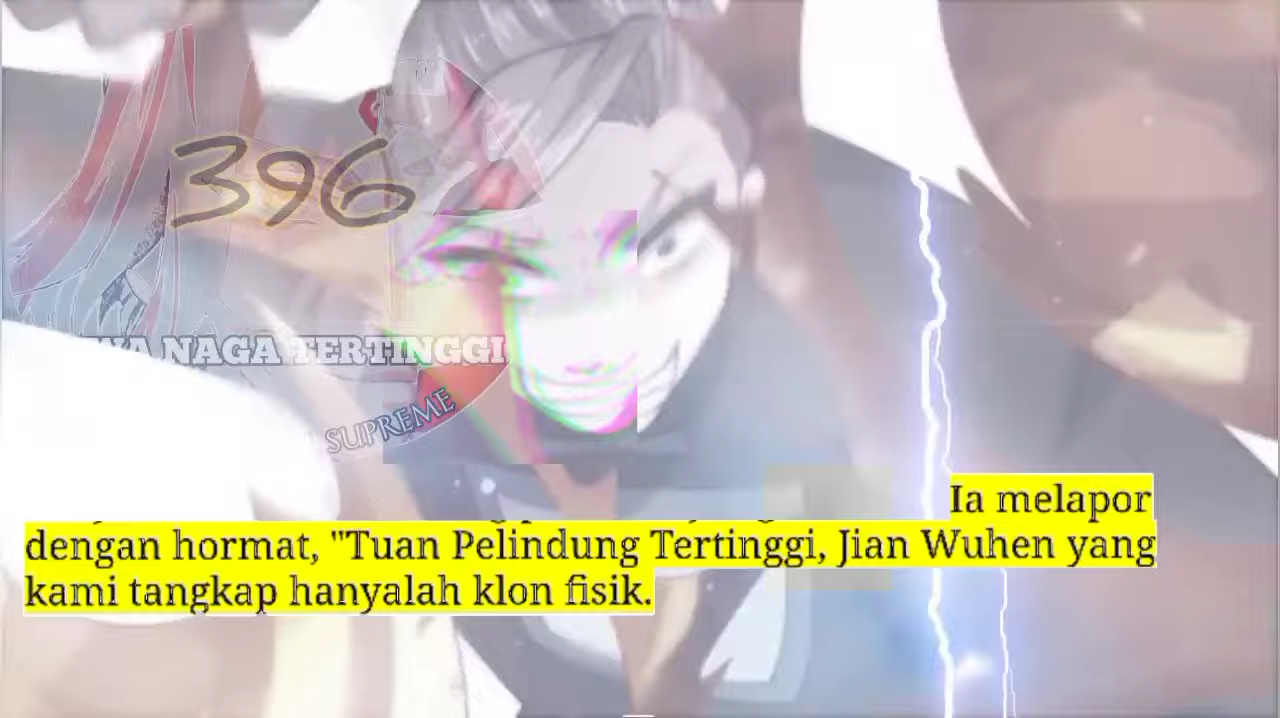 396
NAGA TERTINGGI
SUPREME
Ia melapor
dengan hormat, "Tuan Pelindung Tertinggi, Jian Wuhen yang
kami tangkap hanyalah klon fisik.